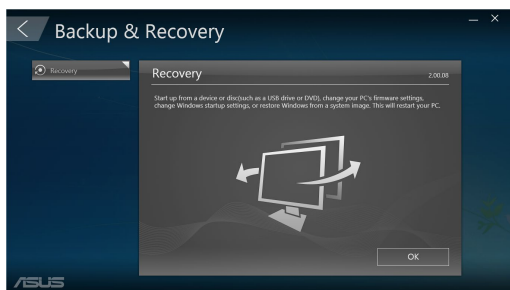 Backup & Recovery
Recovery
Recovery
2.00.08
Start up from a device or disc(such as a USB drive or DVD), change your PC's firmware settings,
change Windows startup settings, or restore Windows from a system image. This will restart your PC.
OK
ASUS